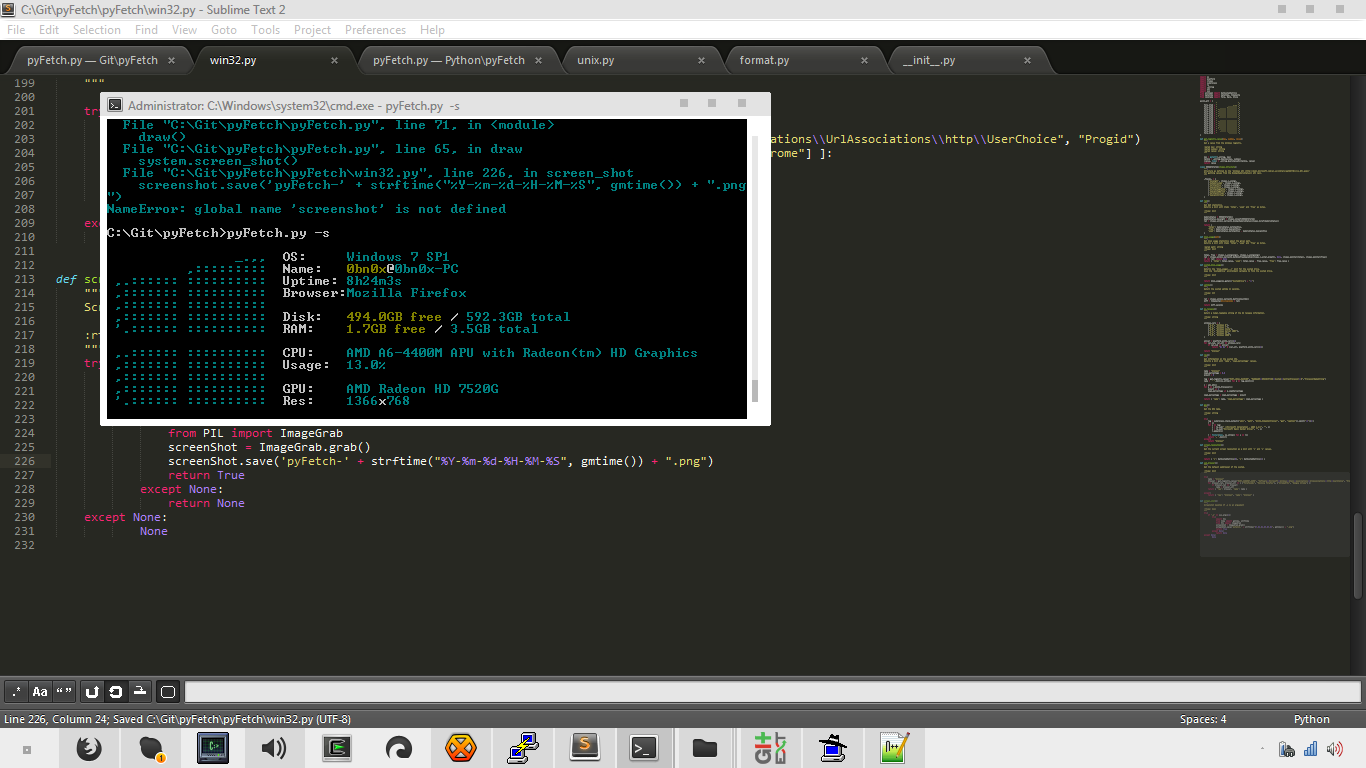 C:\Git\pyFetch\pyFetch\win32.py - Sublime Text 2
File Edit Selection Find View Goto Tools Project Preferences Help
pyFetch.py — Git\pyFetch × win32.py × pyFetch.py — Python\pyFetch × unix.py × format.py × __init__.py ×
199 """
200
201 try
202
203 ations\\UrlAssociations\\http\\UserChoice", "Progid")
204 rome"] ]:
205
206
207
208
209 exc
210
211
212
213 def scr
214 """
215 Scr
216
217 :rt
218 """
219 try
220
221
222
223
Administrator: C:\Windows\system32\cmd.exe - pyFetch.py -s
File "C:\Git\pyFetch\pyFetch.py", line 71, in <module>
draw()
File "C:\Git\pyFetch\pyFetch.py", line 65, in draw
system.screen_shot()
File "C:\Git\pyFetch\pyFetch\win32.py", line 226, in screen_shot
screenshot.save('pyFetch-' + strftime("%Y-%m-%d-%H-%M-%S", gmtime()) + ".png
")
NameError: global name 'screenshot' is not defined
C:\Git\pyFetch>pyFetch.py -s
OS: Windows 7 SP1
Name: 0bn0x@0bn0x-PC
Uptime: 8h24m3s
Browser:Mozilla Firefox
Disk: 494.0GB free / 592.3GB total
RAM: 1.7GB free / 3.5GB total
CPU: AMD A6-4400M APU with Radeon(tm) HD Graphics
Usage: 13.0%
GPU: AMD Radeon HD 7520G
Res: 1366x768
224 from PIL import ImageGrab
225 screenShot = ImageGrab.grab()
226 screenShot.save('pyFetch-' + strftime("%Y-%m-%d-%H-%M-%S", gmtime()) + ".png")
227 return True
228 except None:
229 return None
230 except None:
231 None
232
.* Aa “ ”
Line 226, Column 24; Saved C:\Git\pyFetch\pyFetch\win32.py (UTF-8) Spaces: 4 Python